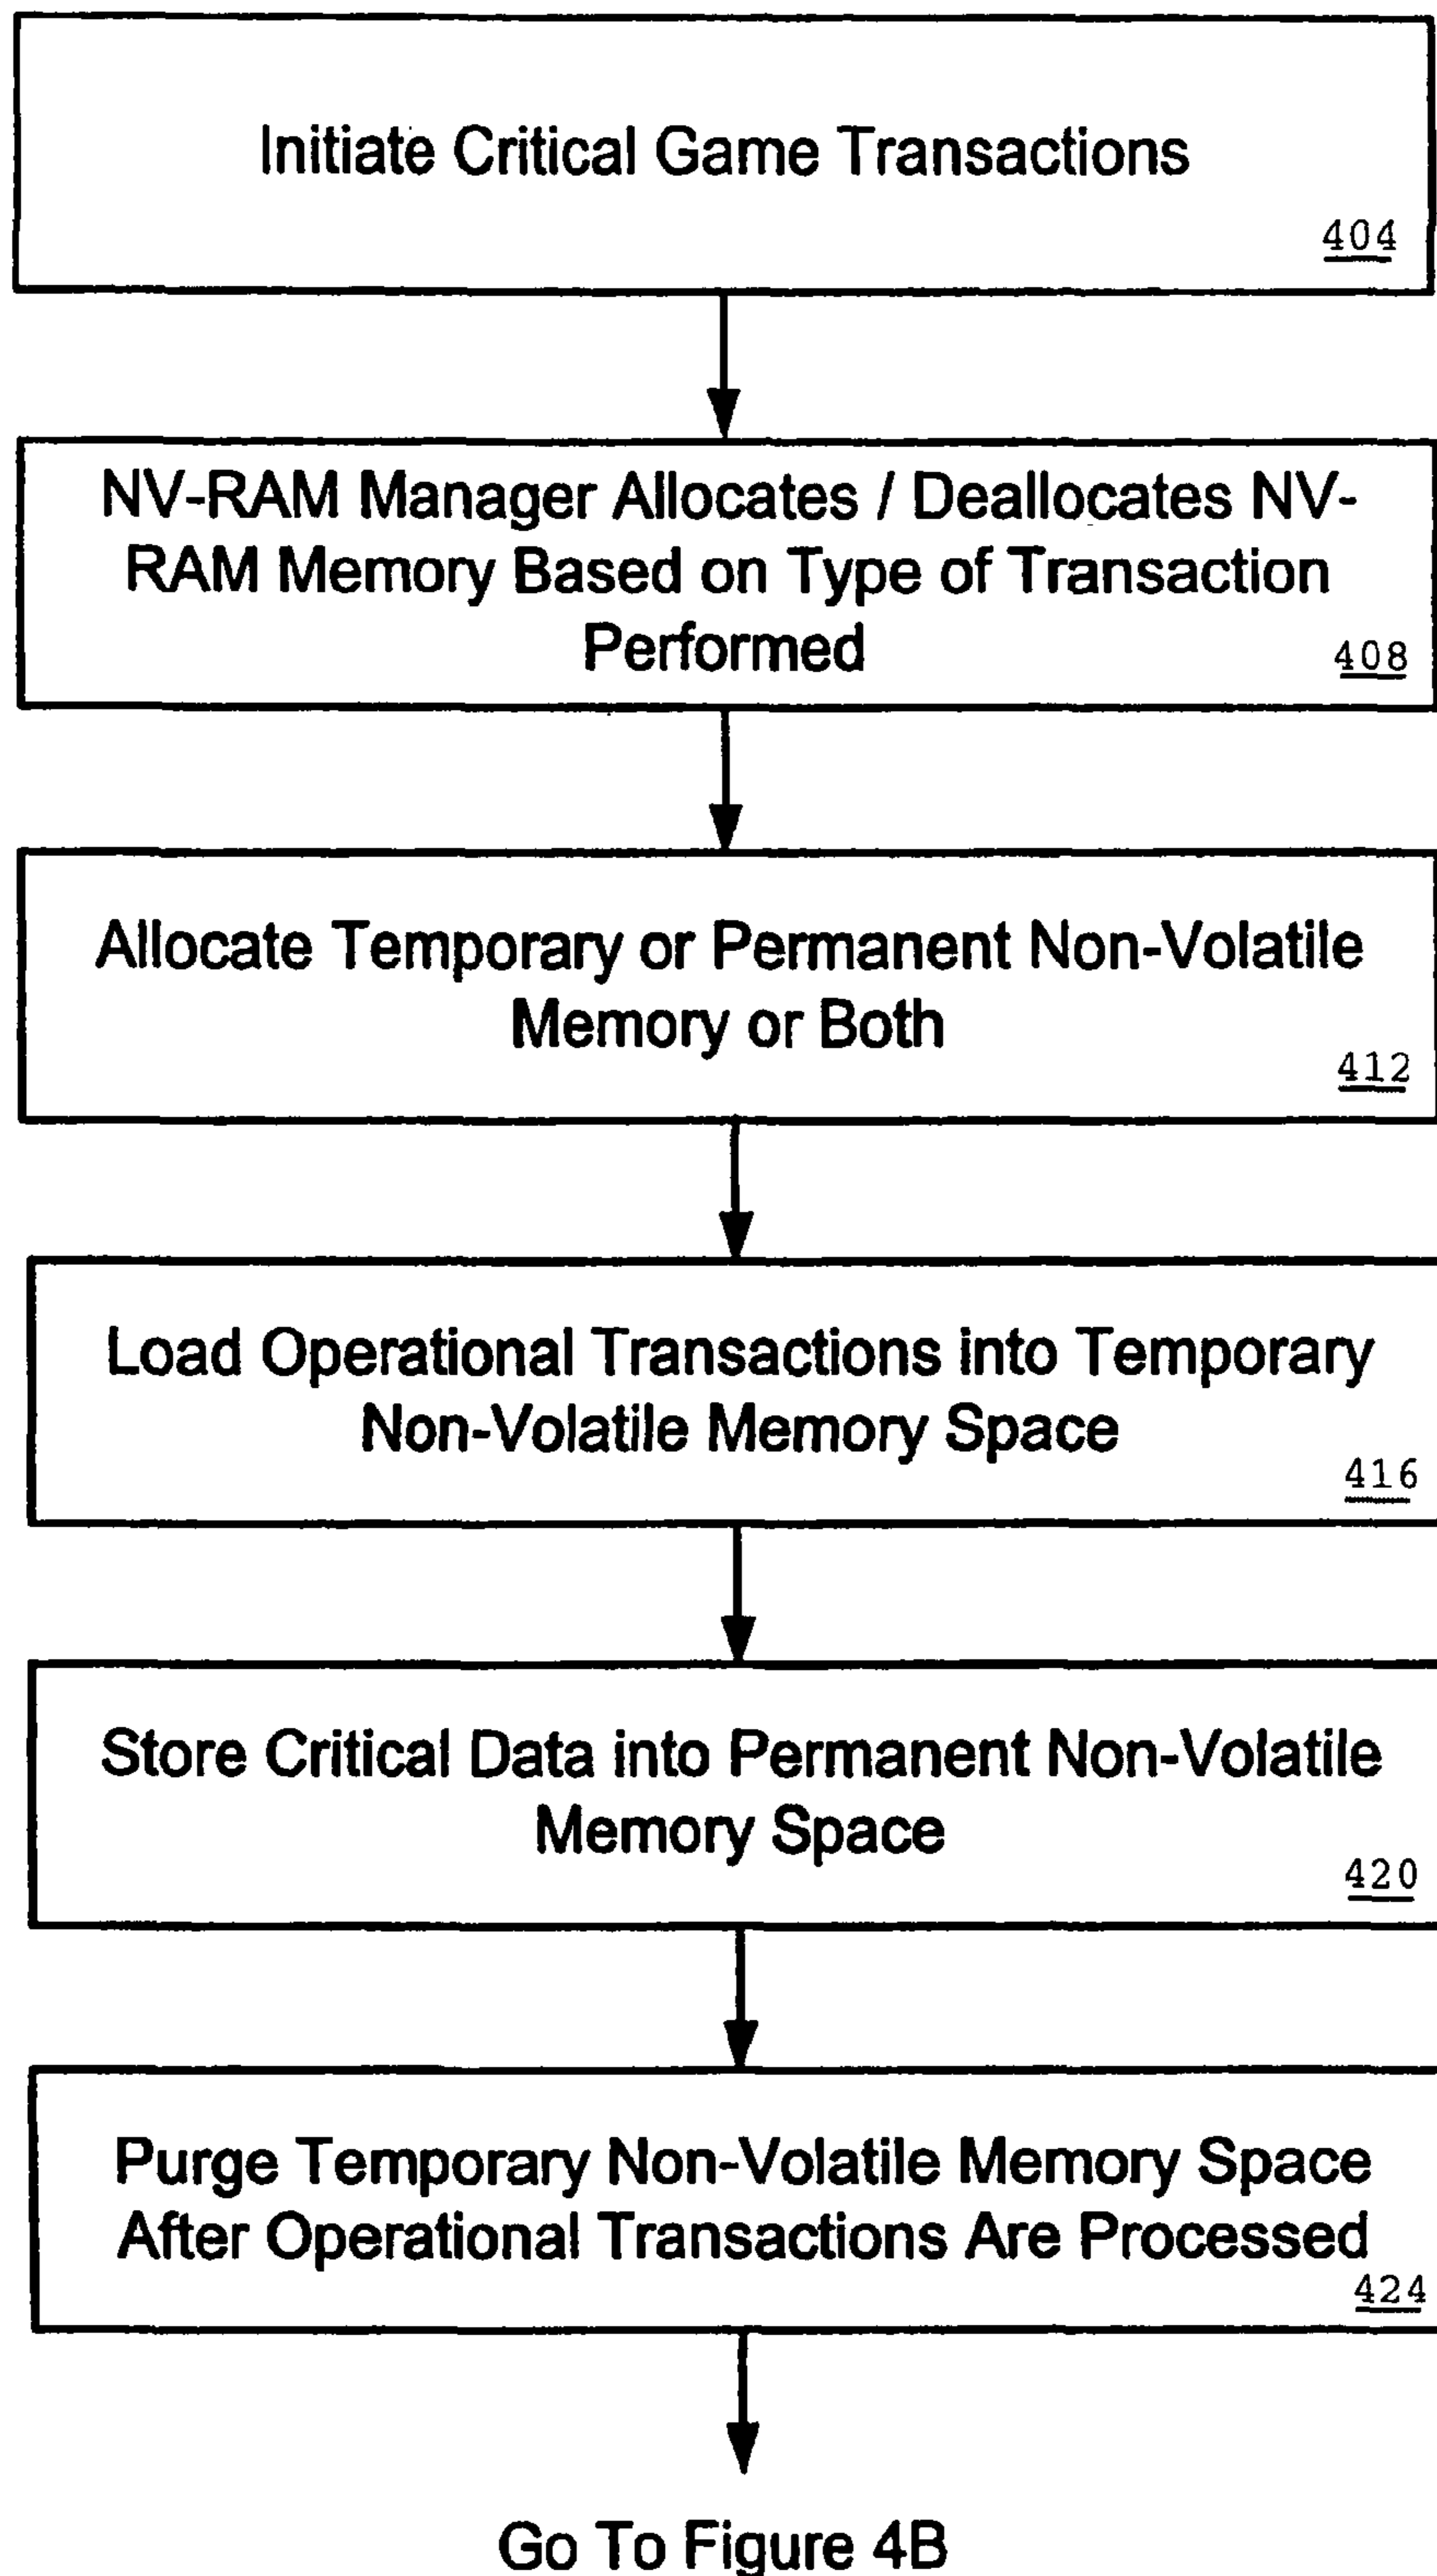 Initiate Critical Game Transactions
404
NV-RAM Manager Allocates / Deallocates NV-
RAM Memory Based on Type of Transaction
Performed
408
Allocate Temporary or Permanent Non-Volatile
Memory or Both
412
Load Operational Transactions into Temporary
Non-Volatile Memory Space
416
Store Critical Data into Permanent Non-Volatile
Memory Space
420
Purge Temporary Non-Volatile Memory Space
After Operational Transactions Are Processed
424
Go To Figure 4B